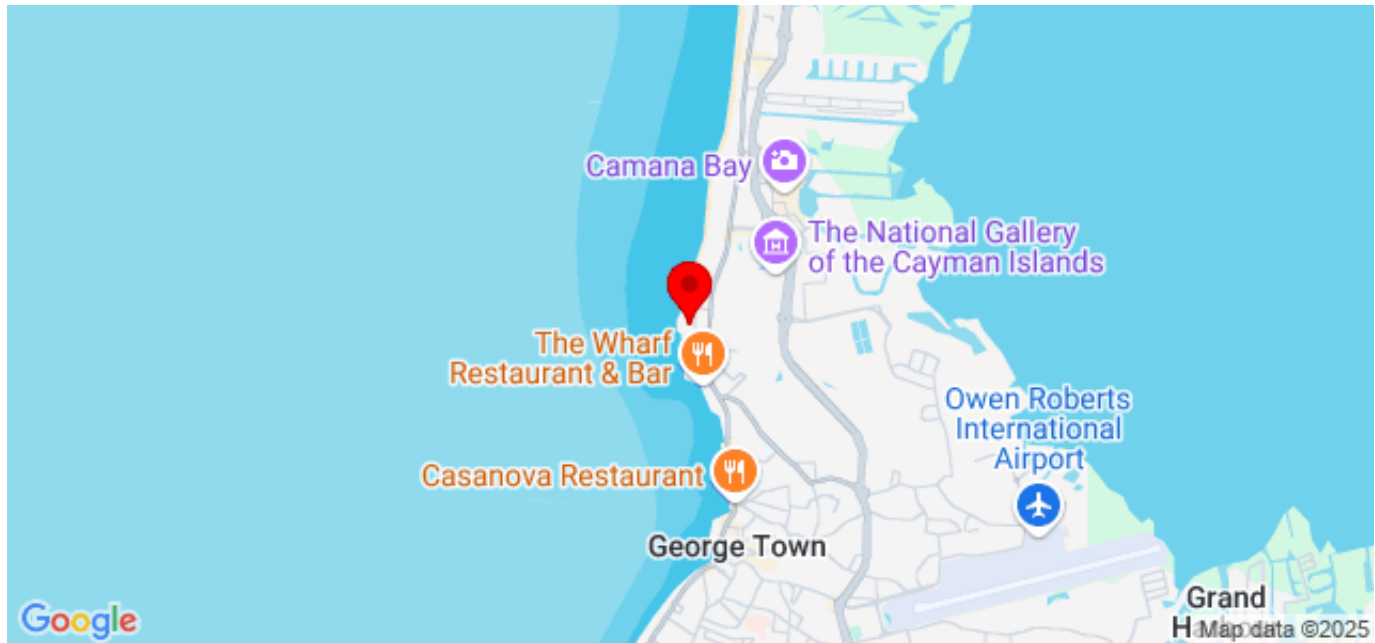 Camana Bay
The National Gallery
of the Cayman Islands
The Wharf
Restaurant & Bar
Owen Roberts
International
Airport
Casanova Restaurant
George Town
Grand
H
Google
Map data ©2025